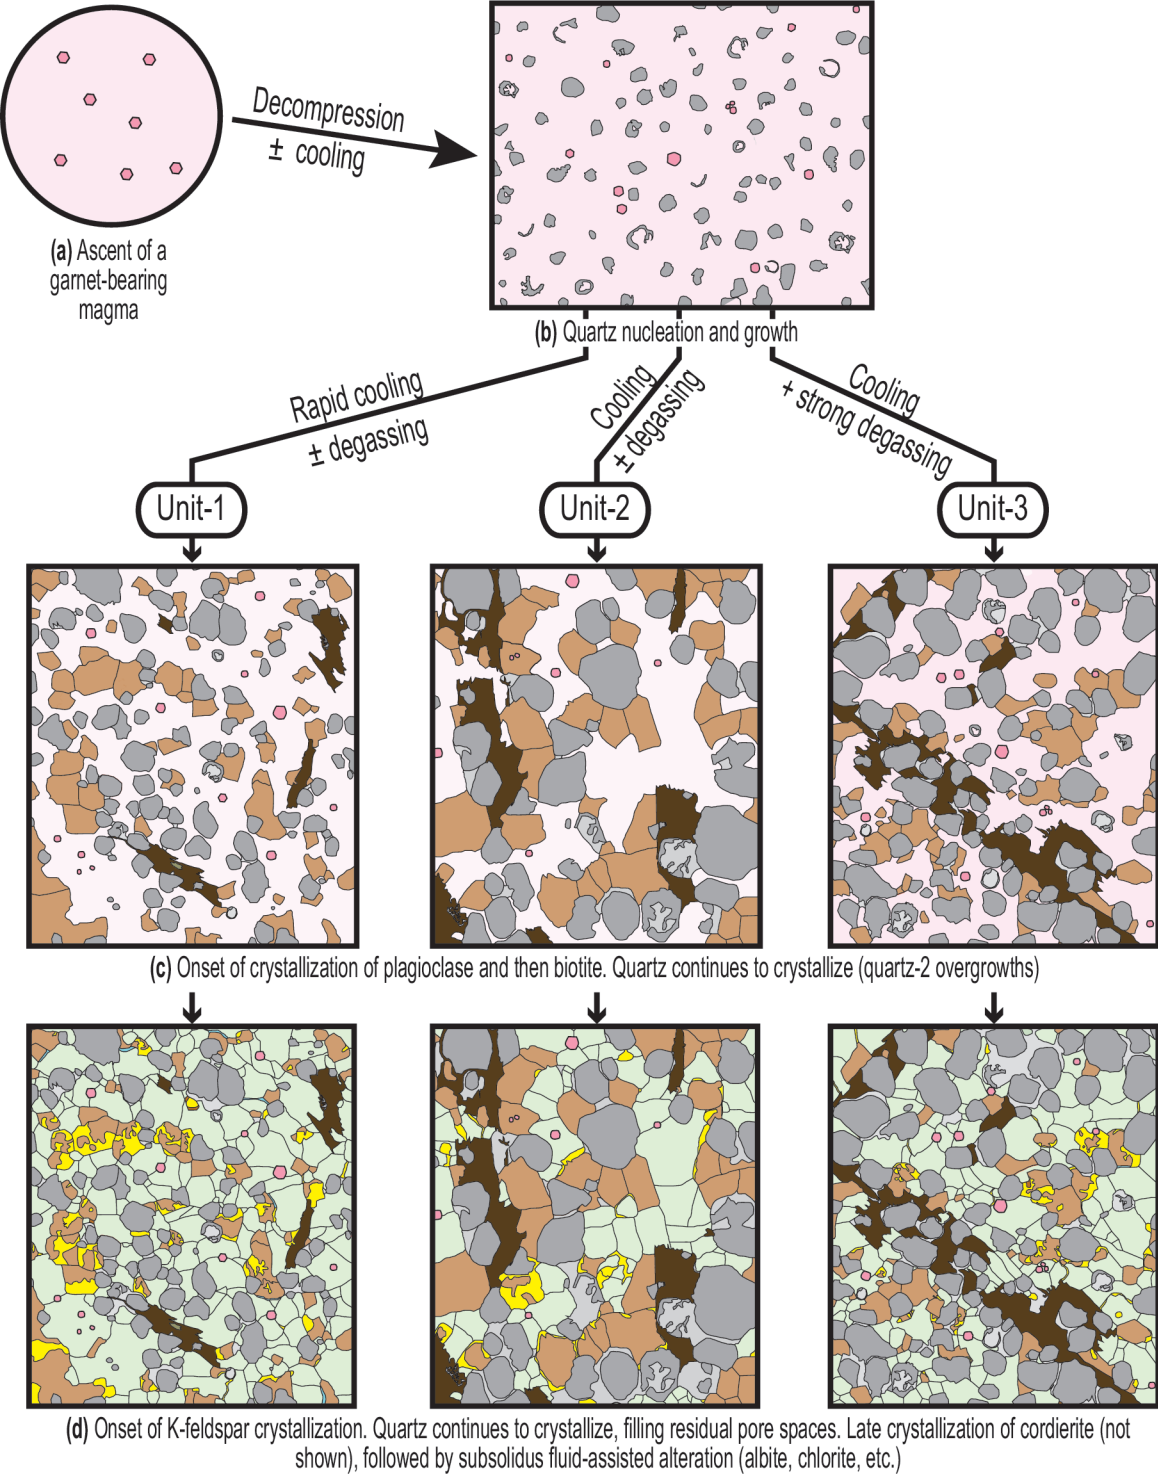 Decompression
± cooling
(a) Ascent of a
garnet-bearing
magma
(b) Quartz nucleation and growth
Rapid cooling
± degassing
Cooling
± degassing
Cooling
+ strong degassing
Unit-1
Unit-2
Unit-3
(c) Onset of crystallization of plagioclase and then biotite. Quartz continues to crystallize (quartz-2 overgrowths)
(d) Onset of K-feldspar crystallization. Quartz continues to crystallize, filling residual pore spaces. Late crystallization of cordierite (not
shown), followed by subsolidus fluid-assisted alteration (albite, chlorite, etc.)